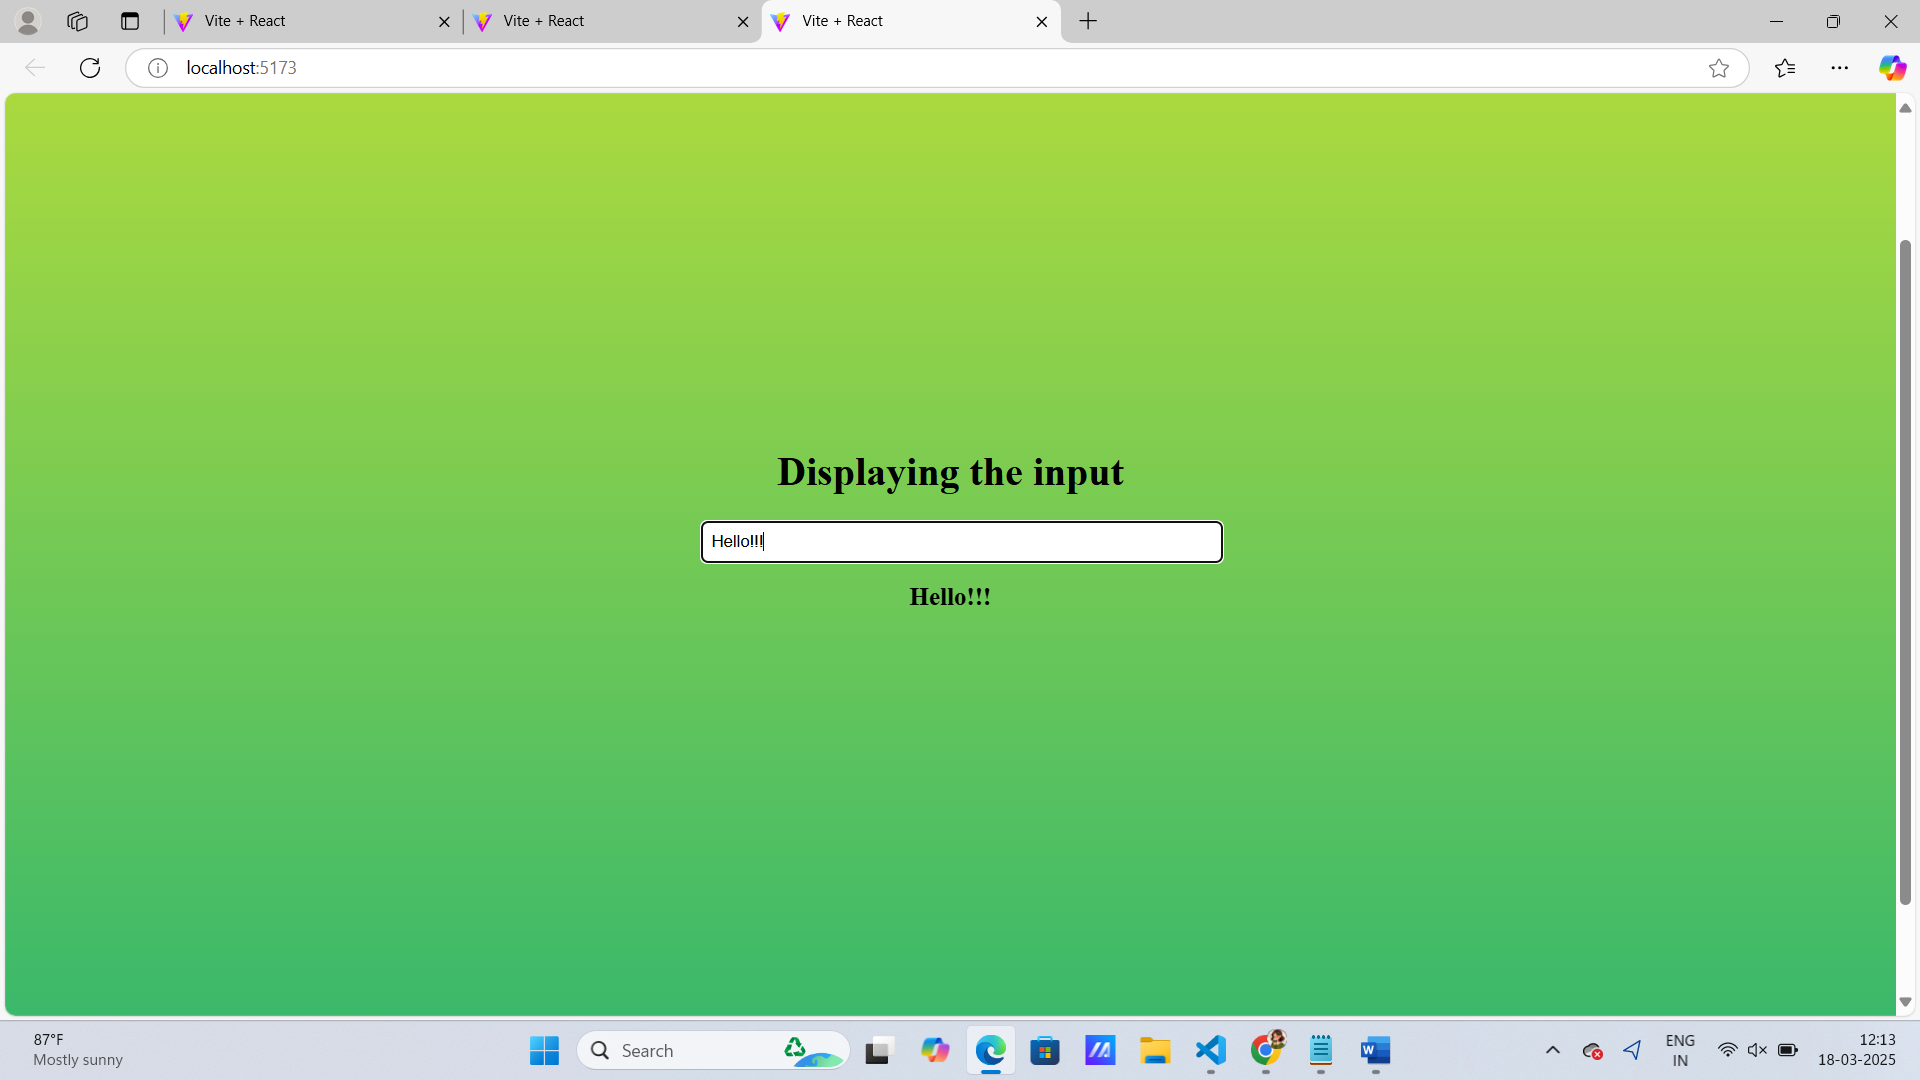 Vite + React
Vite + React
Vite + React
localhost:5173
Displaying the input
Hello!!!
Hello!!!
87°F
Mostly sunny
Search
ENG
IN
12:13
18-03-2025